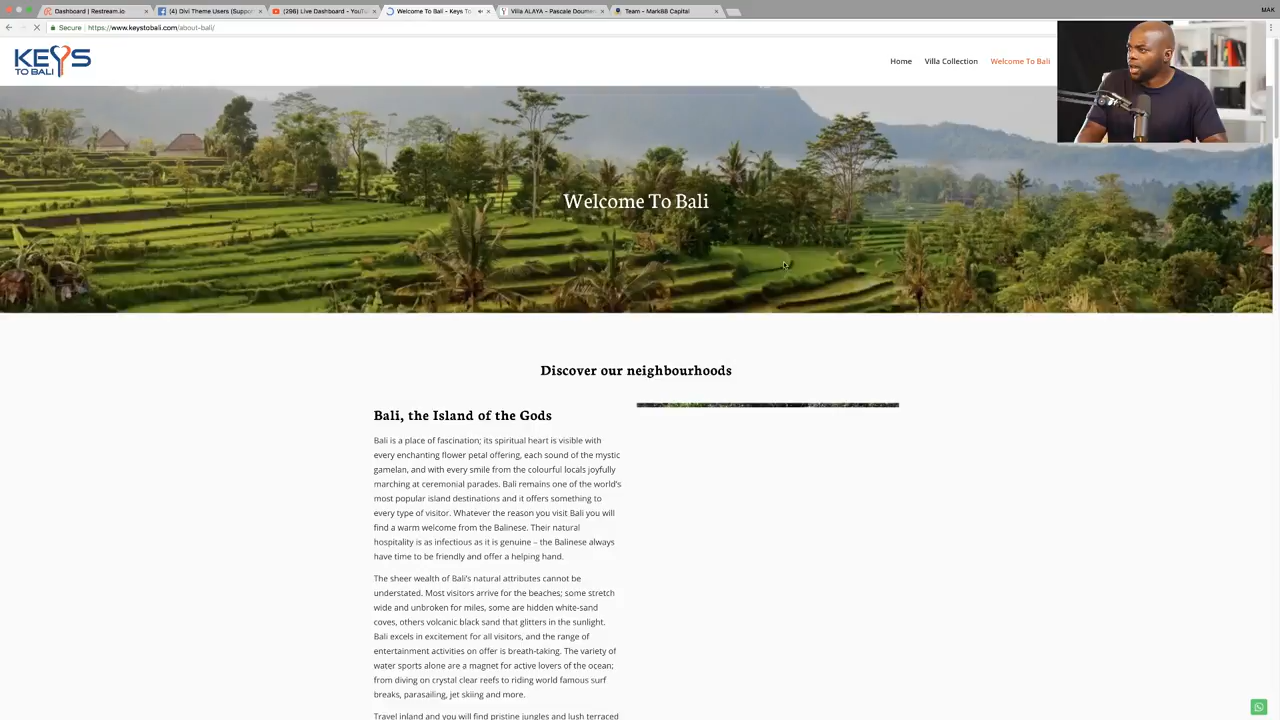 Dashboard | Restream.io
(4) Divi Theme Users (Suppor
(296) Live Dashboard - YouTu
Welcome To Bali - Keys To
Villa ALAYA - Pascale Doumen
Team - Mark88 Capital
MAK
Secure
https://www.keystobali.com/about-bali/
KEYS
TO BALI
Home
Villa Collection
Welcome To Bali
Welcome To Bali
Discover our neighbourhoods
Bali, the Island of the Gods
Bali is a place of fascination; its spiritual heart is visible with
every enchanting flower petal offering, each sound of the mystic
gamelan, and with every smile from the colourful locals joyfully
marching at ceremonial parades. Bali remains one of the world's
most popular island destinations and it offers something to
every type of visitor. Whatever the reason you visit Bali you will
find a warm welcome from the Balinese. Their natural
hospitality is as infectious as it is genuine – the Balinese always
have time to be friendly and offer a helping hand.
The sheer wealth of Bali's natural attributes cannot be
understated. Most visitors arrive for the beaches; some stretch
wide and unbroken for miles, some are hidden white-sand
coves, others volcanic black sand that glitters in the sunlight.
Bali excels in excitement for all visitors, and the range of
entertainment activities on offer is breath-taking. The variety of
water sports alone are a magnet for active lovers of the ocean;
from diving on crystal clear reefs to riding world famous surf
breaks, parasailing, jet skiing and more.
Travel inland and you will find pristine jungles and lush terraced